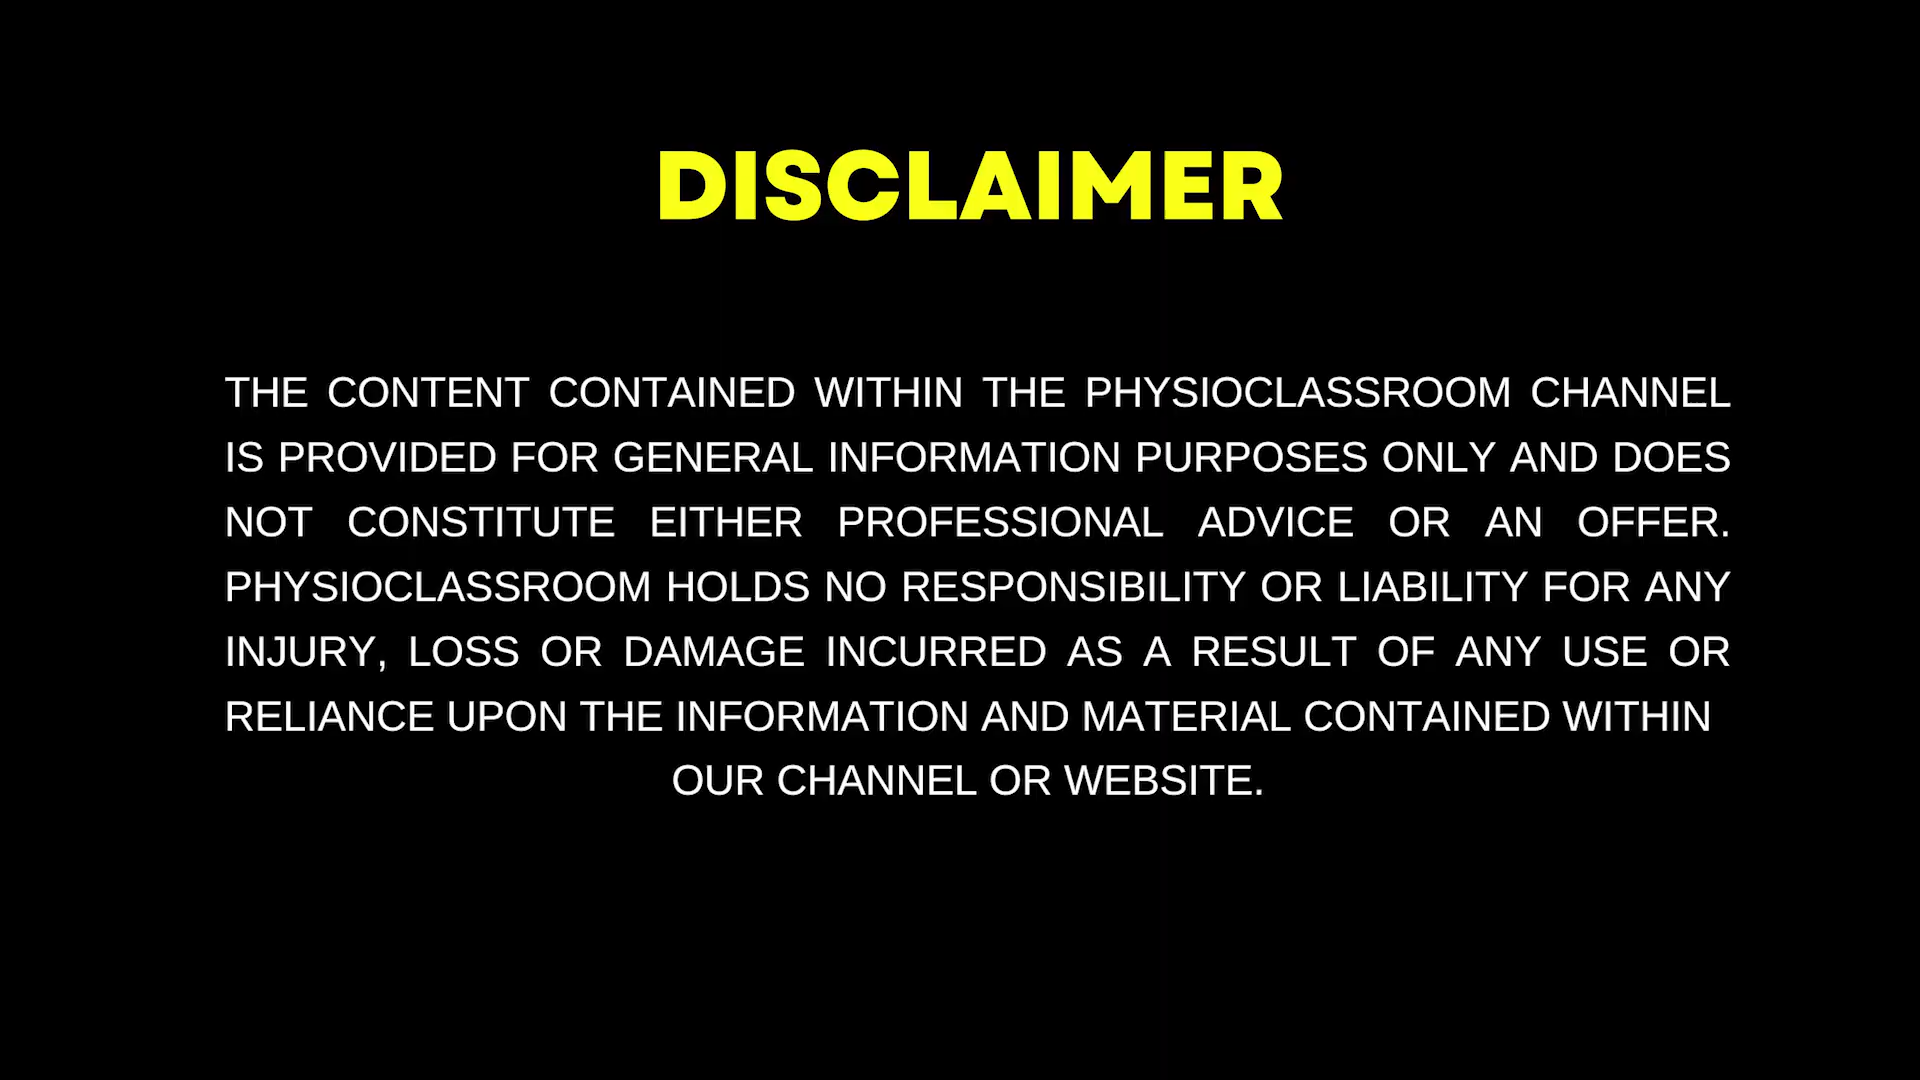 DISCLAIMER
THE CONTENT CONTAINED WITHIN THE PHYSIOCLASSROOM CHANNEL
IS PROVIDED FOR GENERAL INFORMATION PURPOSES ONLY AND DOES
NOT CONSTITUTE EITHER PROFESSIONAL ADVICE OR AN OFFER.
PHYSIOCLASSROOM HOLDS NO RESPONSIBILITY OR LIABILITY FOR ANY
INJURY, LOSS OR DAMAGE INCURRED AS A RESULT OF ANY USE OR
RELIANCE UPON THE INFORMATION AND MATERIAL CONTAINED WITHIN
OUR CHANNEL OR WEBSITE.